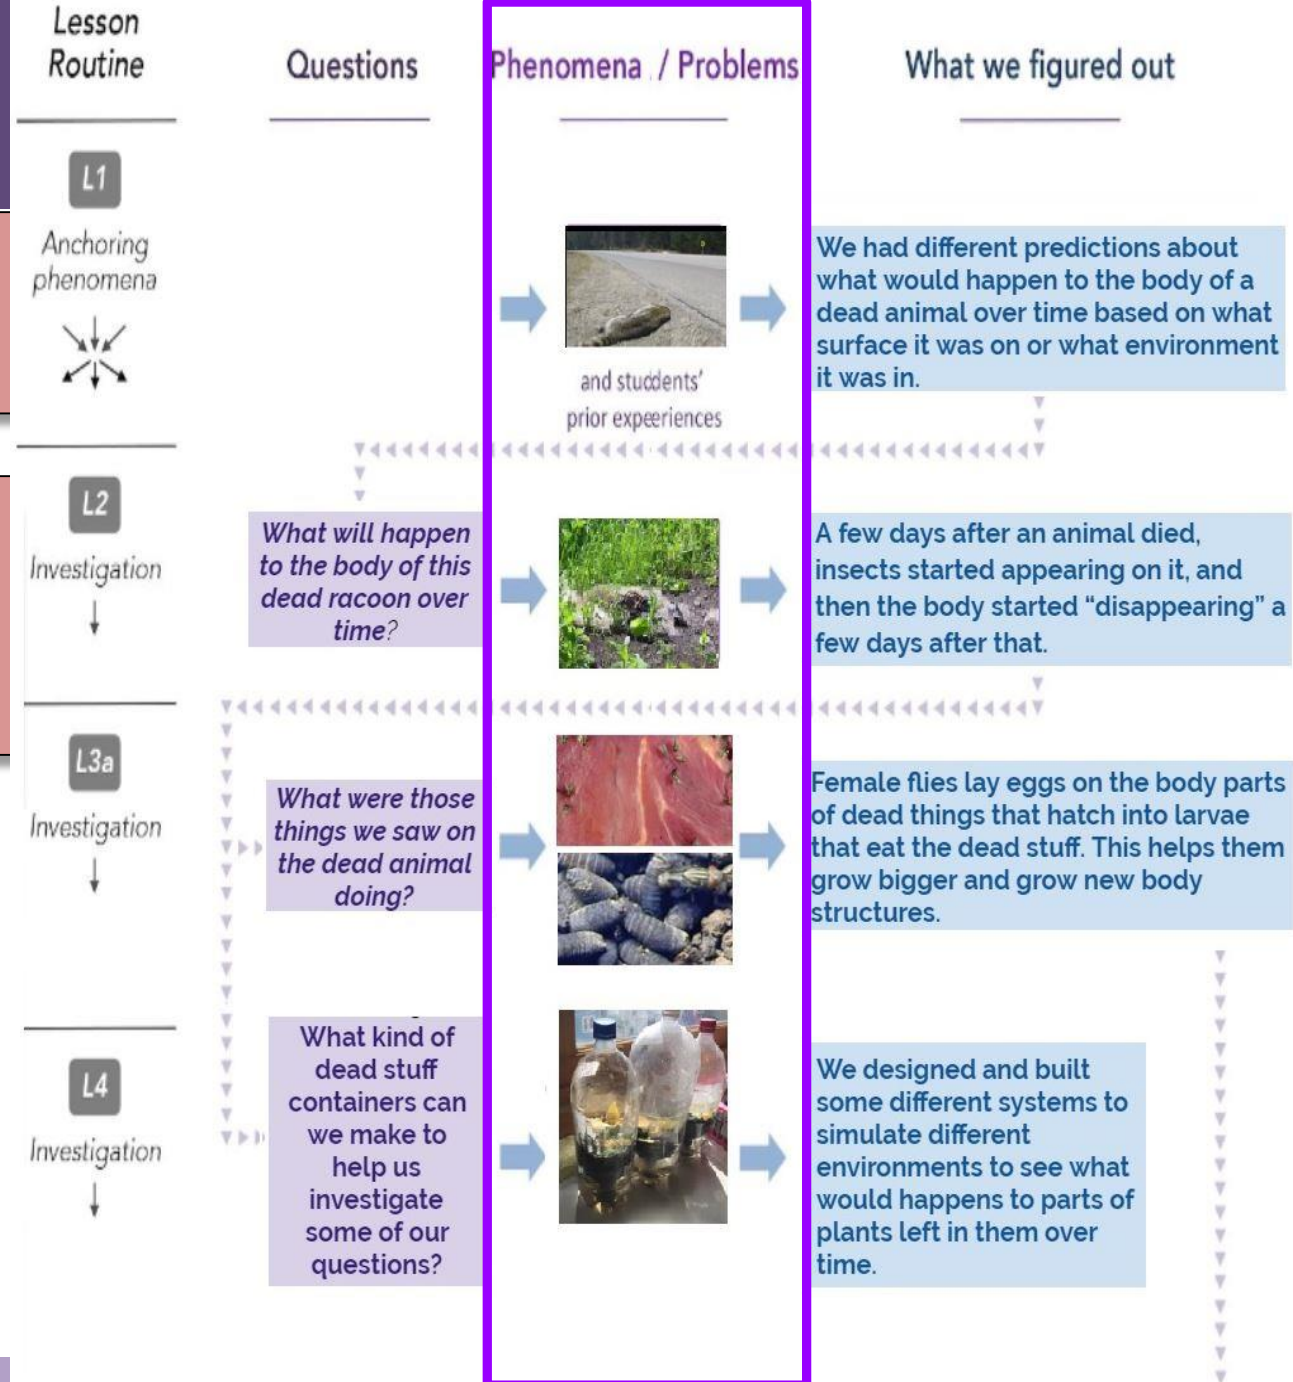 Lesson
Routine
Questions
Phenomena / Problems
What we figured out
L1
Anchoring
phenomena
and students'
prior experiences
We had different predictions about
what would happen to the body of a
dead animal over time based on what
surface it was on or what environment
it was in.
L2
Investigation
What will happen
to the body of this
dead racoon over
time?
A few days after an animal died,
insects started appearing on it, and
then the body started “disappearing” a
few days after that.
L3a
Investigation
What were those
things we saw on
the dead animal
doing?
Female flies lay eggs on the body parts
of dead things that hatch into larvae
that eat the dead stuff. This helps them
grow bigger and grow new body
structures.
L4
Investigation
What kind of
dead stuff
containers can
we make to
help us
investigate
some of our
questions?
We designed and built
some different systems to
simulate different
environments to see what
would happens to parts of
plants left in them over
time.